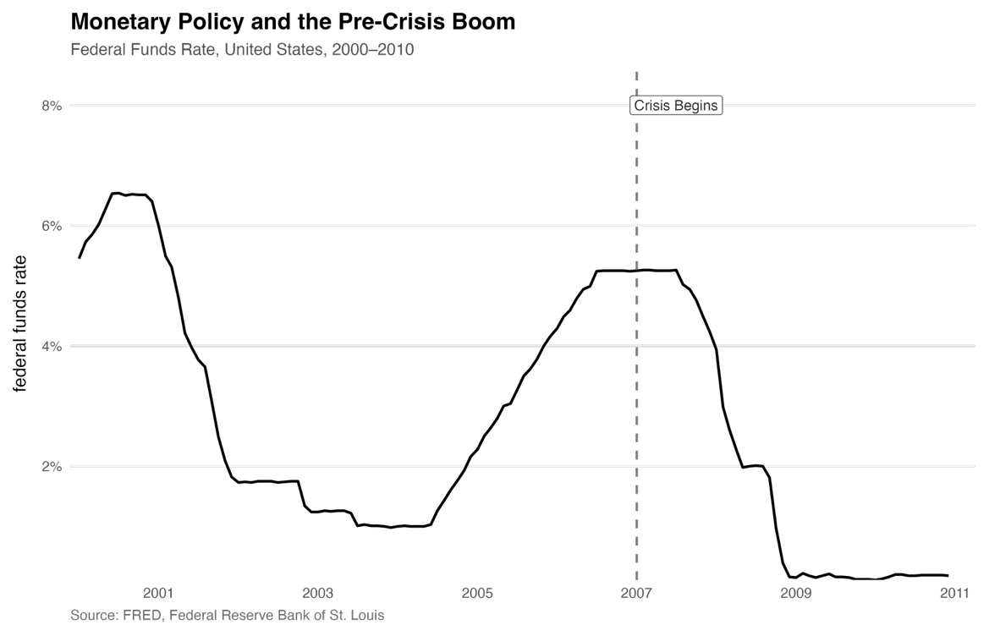 Monetary Policy and the Pre-Crisis Boom
Federal Funds Rate, United States, 2000–2010
Crisis Begins
8%
6%
4%
2%
federal funds rate
2001 2003 2005 2007 2009 2011
Source: FRED, Federal Reserve Bank of St. Louis